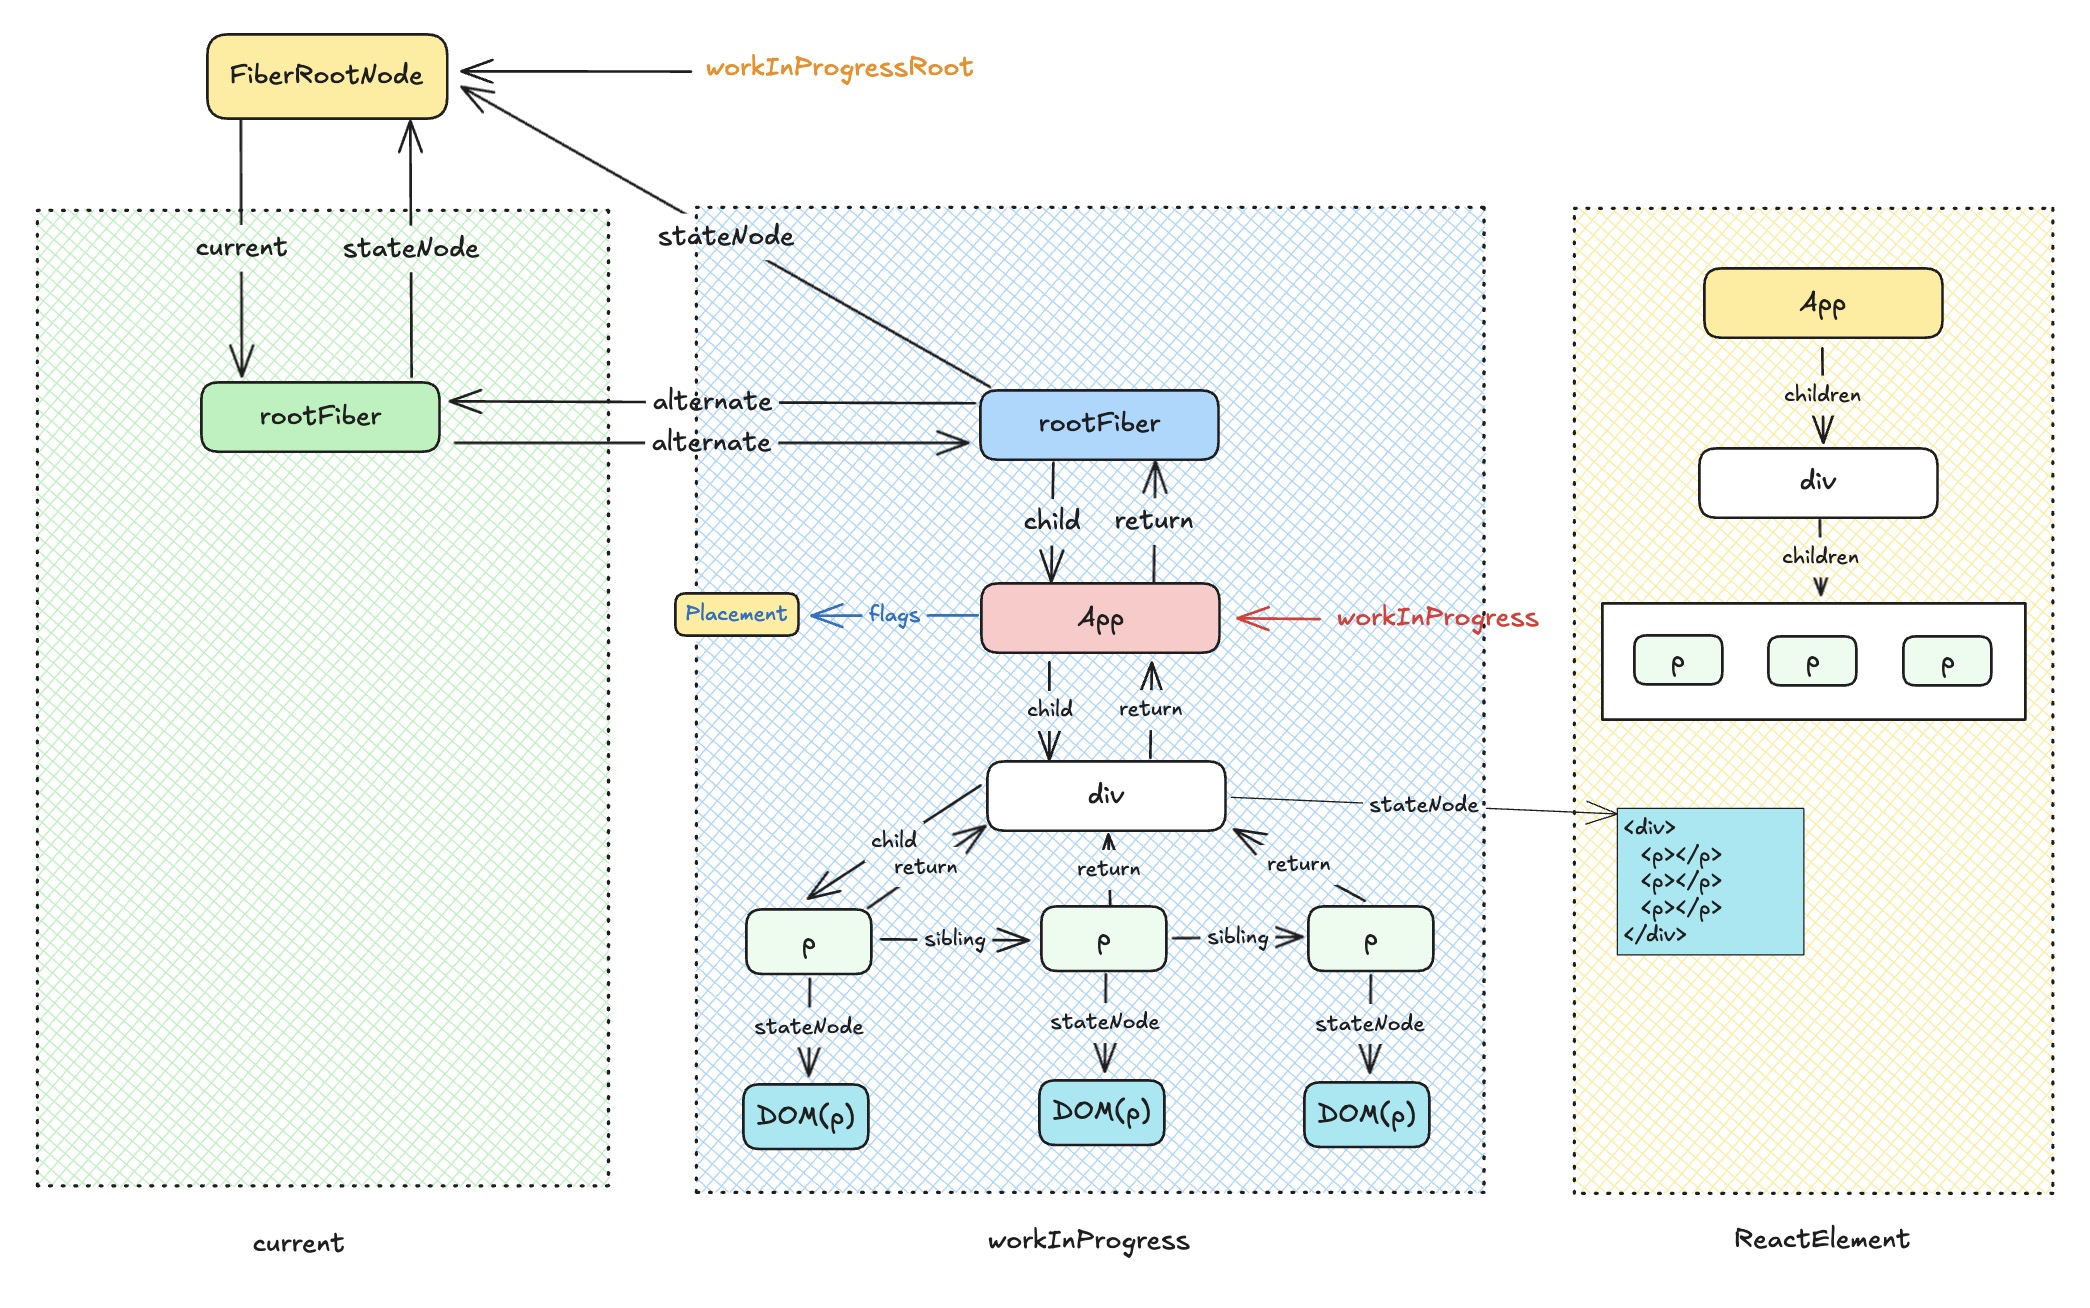 FiberRootNode
workInProgressRoot
current
stateNode
stateNode
rootFiber
alternate
alternate
rootFiber
child
return
Placement
flags
App
workInProgress
child
return
div
stateNode
child
return
return
return
p
sibling
p
sibling
p
stateNode
stateNode
stateNode
DOM(p)
DOM(p)
DOM(p)
App
children
div
children
p
p
p
<div>
<p></p>
<p></p>
<p></p>
</div>
current
workInProgress
ReactElement